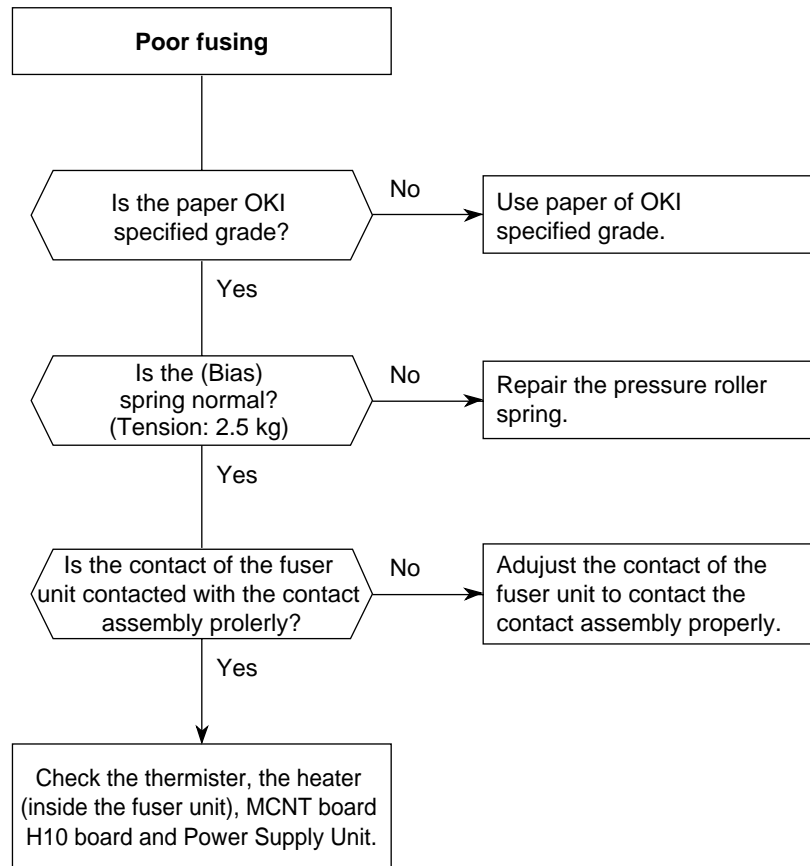 Poor fusing
Is the paper OKI
specified grade?
No
Use paper of OKI
specified grade.
Yes
Is the (Bias)
spring normal?
(Tension: 2.5 kg)
No
Repair the pressure roller
spring.
Yes
Is the contact of the fuser
unit contacted with the contact
assembly prolerly?
No
Adujust the contact of the
fuser unit to contact the
contact assembly properly.
Yes
Check the thermister, the heater
(inside the fuser unit), MCNT board
H10 board and Power Supply Unit.